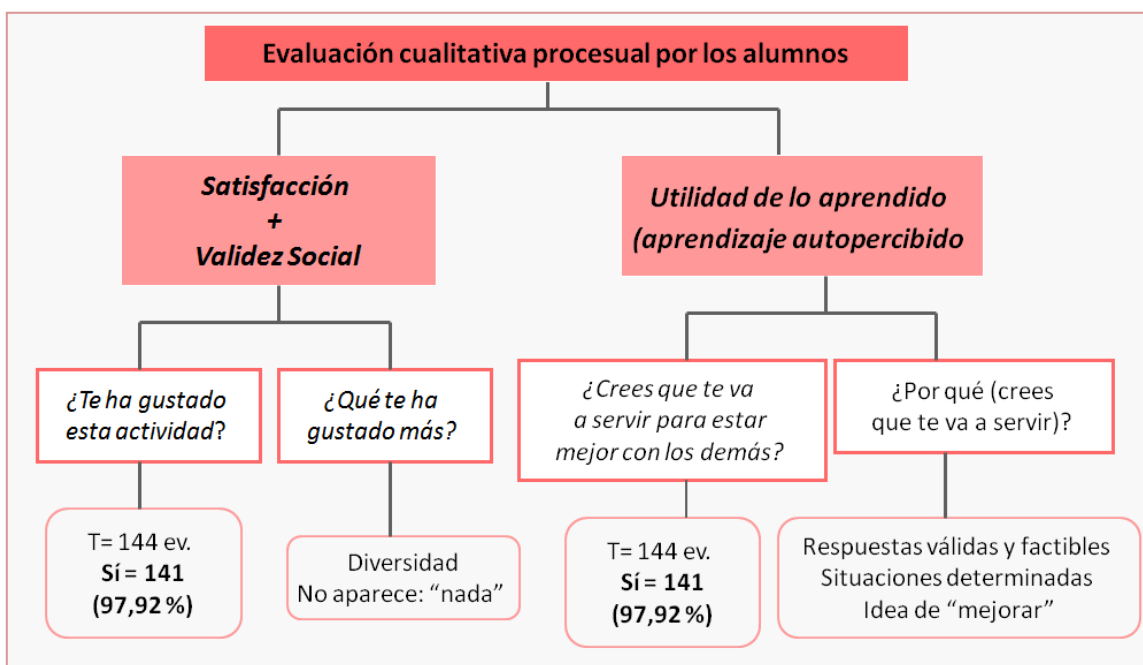 Evaluación cualitativa procesual por los alumnos
Satisfacción
+
Validez Social
Utilidad de lo aprendido
(aprendizaje autopercibido
¿Te ha gustado
esta actividad?
¿Qué te ha
gustado más?
¿Crees que te va
a servir para estar
mejor con los demás?
¿Por qué (crees
que te va a servir)?
T= 144 ev.
Sí = 141
(97,92 %)
Diversidad
No aparece: “nada”
T= 144 ev.
Sí = 141
(97,92 %)
Respuestas válidas y factibles
Situaciones determinadas
Idea de “mejorar”